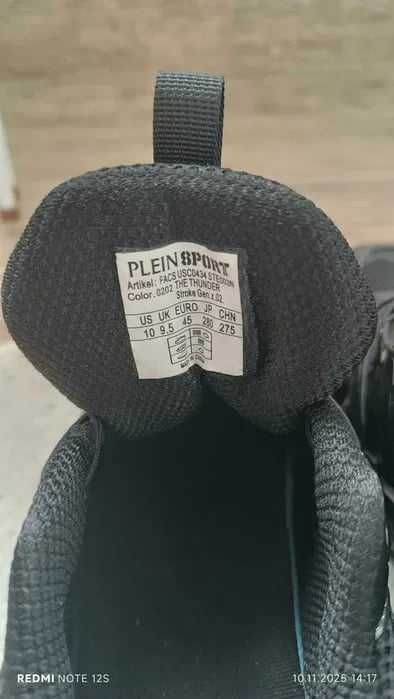 PLEIN SPORT
Artikel: FACS USC0434 STE003N
Color. 0202 THE THUNDER
Stroke Gen.x.02.
US UK EURO JP CHN
10 9.5 45 280 275
REDMI NOTE 12S
10.11.2025 14:17